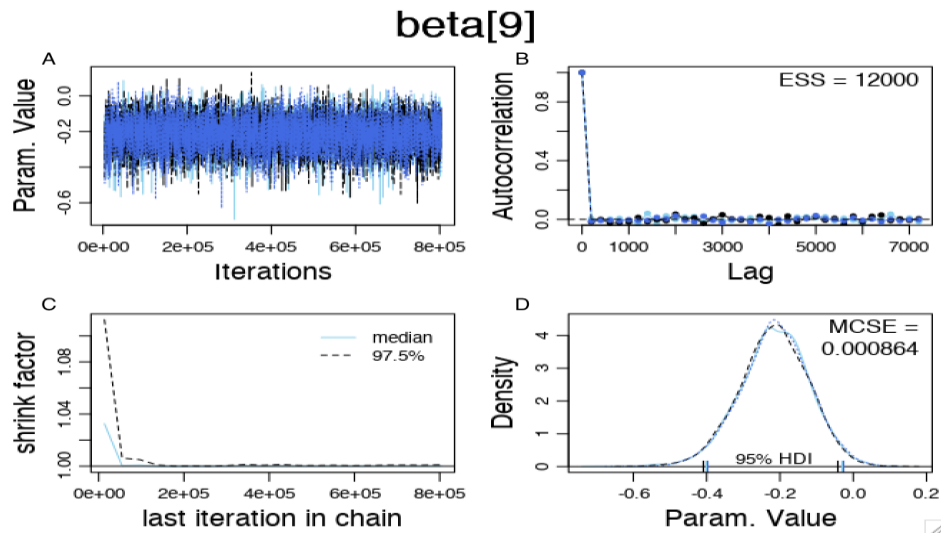 beta[9]
A
Param. Value
0.0
-0.2
-0.6
0e+00 2e+05 4e+05 6e+05 8e+05
Iterations
B
Autocorrelation
0.8
0.4
0.0
ESS = 12000
0 1000 3000 5000 7000
Lag
C
shrink factor
1.08
1.04
1.00
median
97.5%
0e+00 2e+05 4e+05 6e+05 8e+05
last iteration in chain
D
Density
4
3
2
1
0
MCSE =
0.000864
95% HDI
-0.6 -0.4 -0.2 0.0 0.2
Param. Value